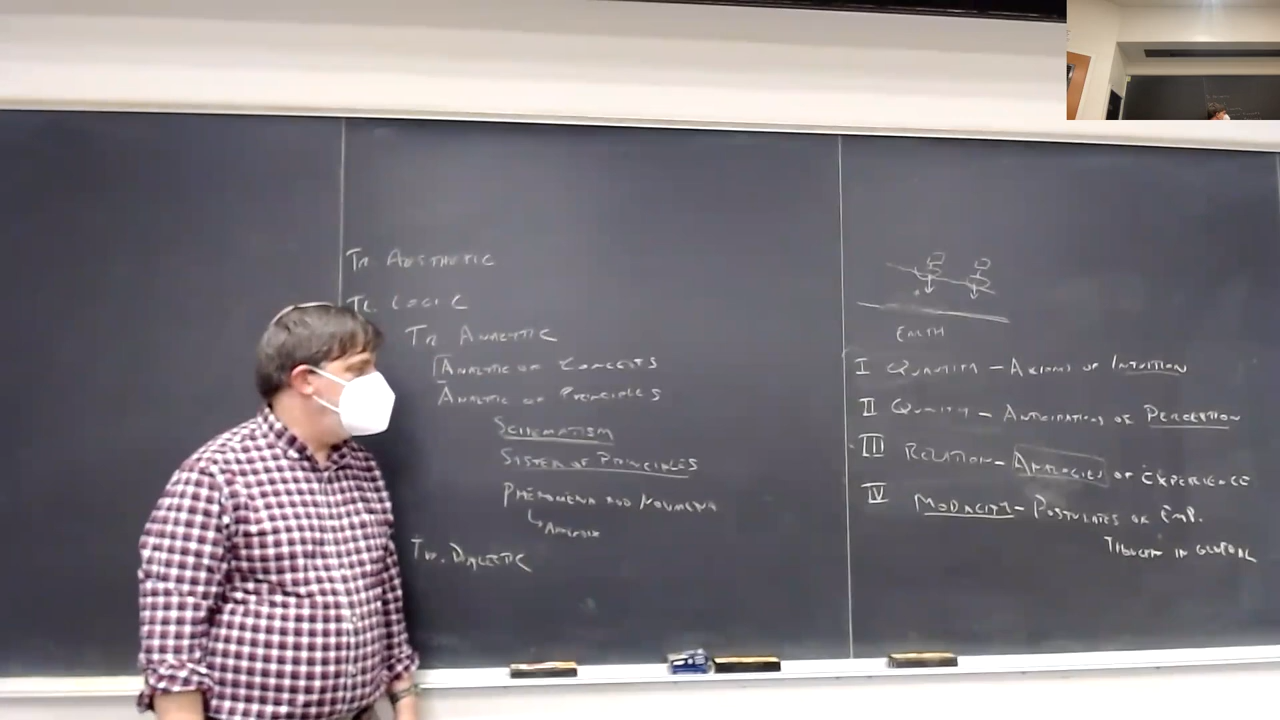 Tr. AESTHETIC
Tr. LOGIC
Tr. ANALYTIC
ANALYTIC OF CONCEPTS
ANALYTIC OF PRINCIPLES
SCHEMATISM
SYSTEM OF PRINCIPLES
PHENOMENA AND NOUMENA
APPENDIX
Tr. DIALECTIC
EARTH
I QUANTITY - AXIOMS OF INTUITION
II QUALITY - ANTICIPATIONS OF PERCEPTION
III RELATION - ANALOGIES OF EXPERIENCE
IV MODALITY - POSTULATES OF EMP.
THOUGHT IN GENERAL